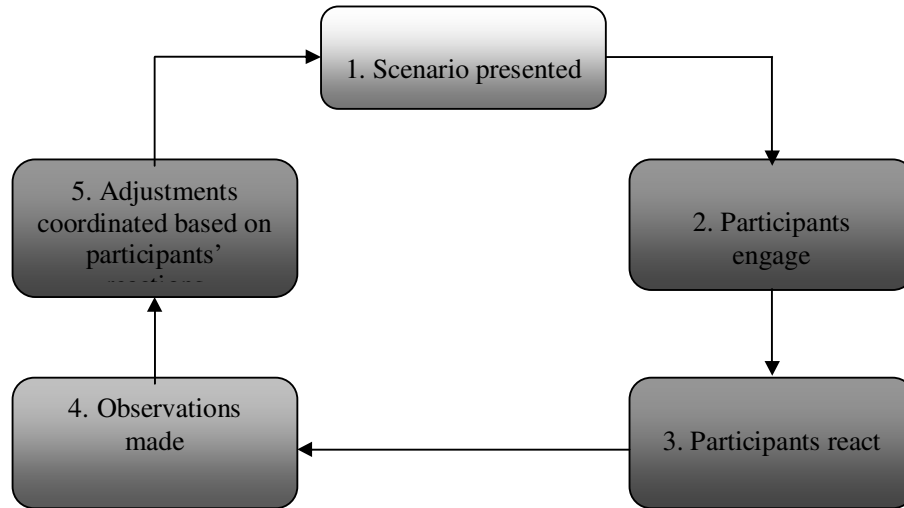 1. Scenario presented
2. Participants
engage
3. Participants react
4. Observations
made
5. Adjustments
coordinated based on
participants’